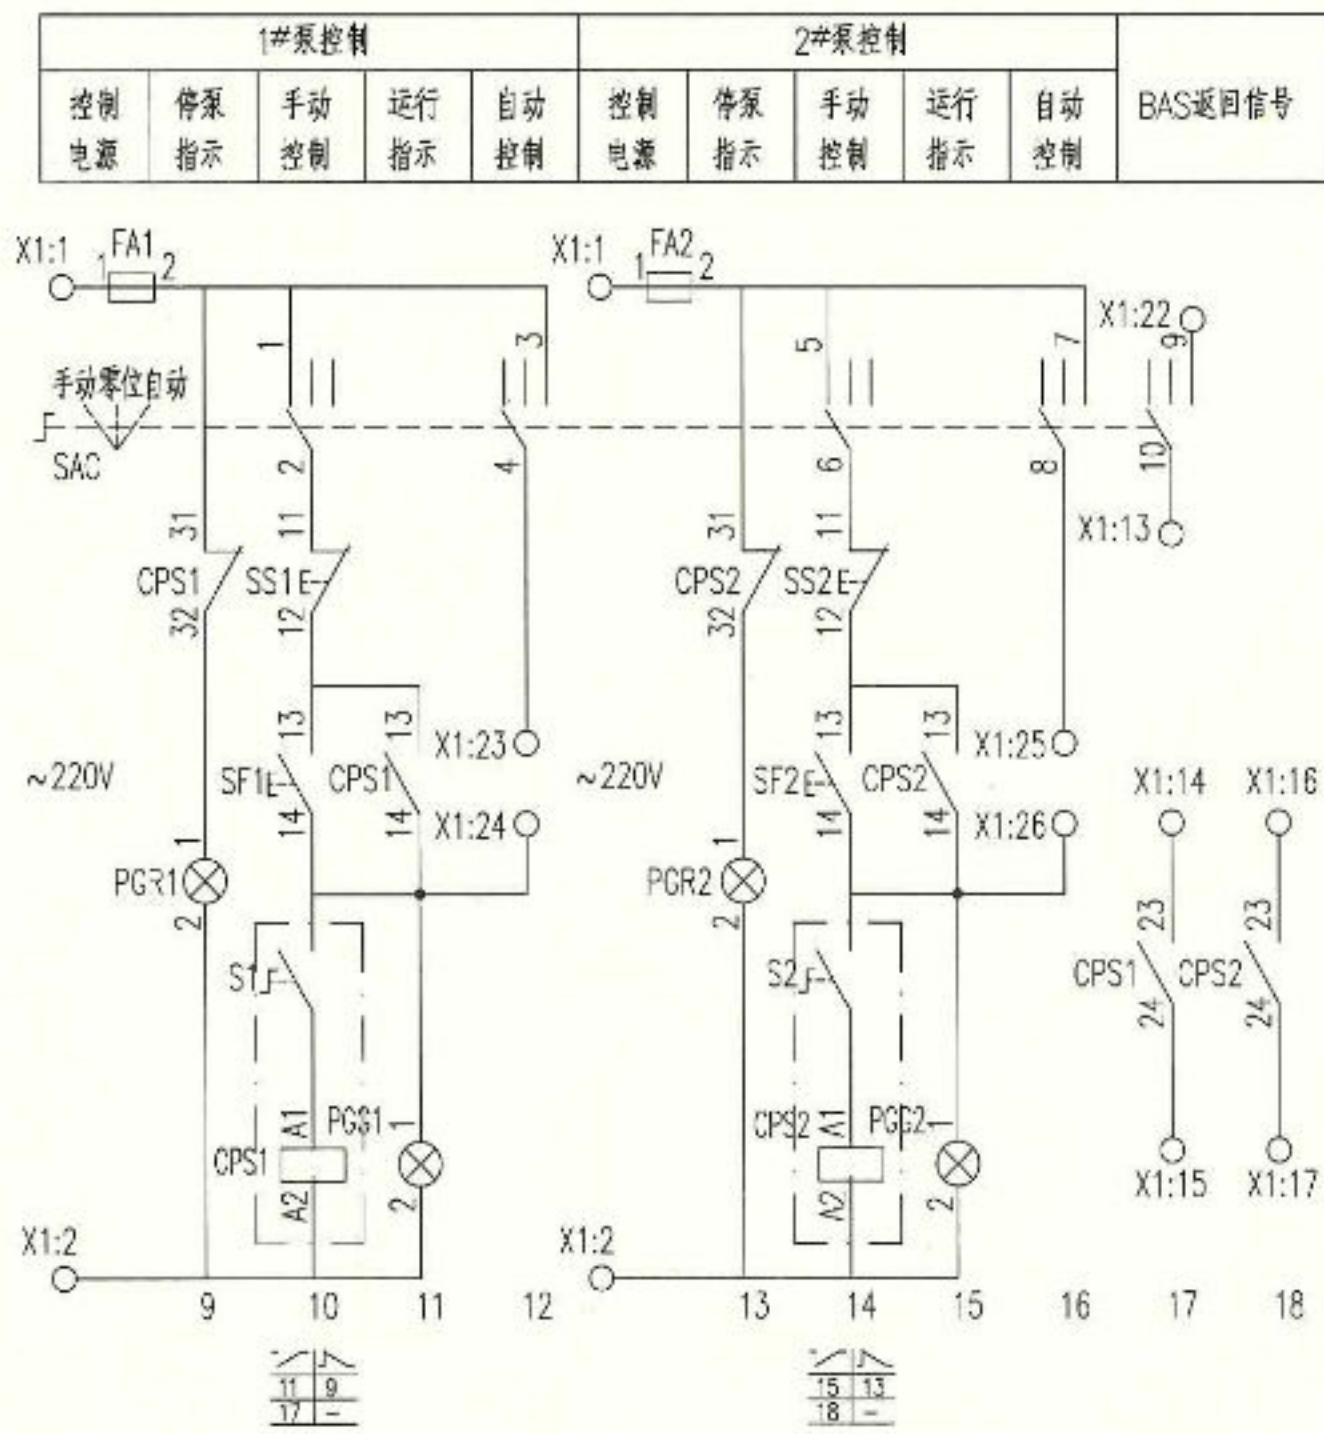 1#泵控制 2#泵控制
控制 停泵 手动 运行 自动 控制 停泵 手动 运行 自动 BAS返回信号
电源 指示 控制 指示 控制 电源 指示 控制 指示 控制
X1:1 1 FA1 2 X1:1 1 FA2 2
X1:22
1 3 5 7 9
手动零位自动
SAC
2 4 6 8 10
31 11 31 11 X1:13
CPS1 SS1 CPS2 SS2
32 12 32 12
13 13 13 13
X1:23 X1:25
~220V SF1 CPS1 ~220V SF2 CPS2 X1:14 X1:16
14 14 X1:24 14 14 X1:26
1 1
PGR1 PGR2
2 2
23 23
S1 S2 CPS1 CPS2
24 24
A1 PGG1 1 A1 PGG2 1
CPS1 CPS2
A2 2 A2 2
X1:15 X1:17
X1:2 X1:2
9 10 11 12 13 14 15 16 17 18
11 9 15 13
17 - 18 -